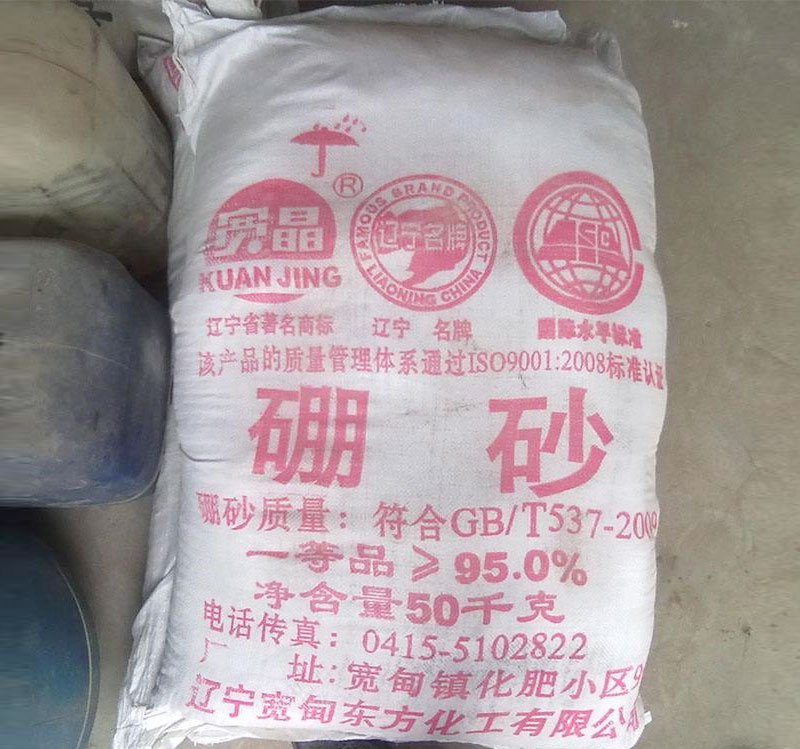 ®
宽晶
KUAN JING
FAMOUS BRAND PRODUCT
辽宁名牌
LIAONING CHINA
辽宁省著名商标 辽宁 名牌 国际水平标准
该产品的质量管理体系通过ISO9001:2008标准认证
硼 砂
硼砂质量：符合GB/T537-2009
一等品≥95.0%
净含量50千克
电话传真：0415-5102822
厂 址:宽甸镇化肥小区9
辽宁宽甸东方化工有限公